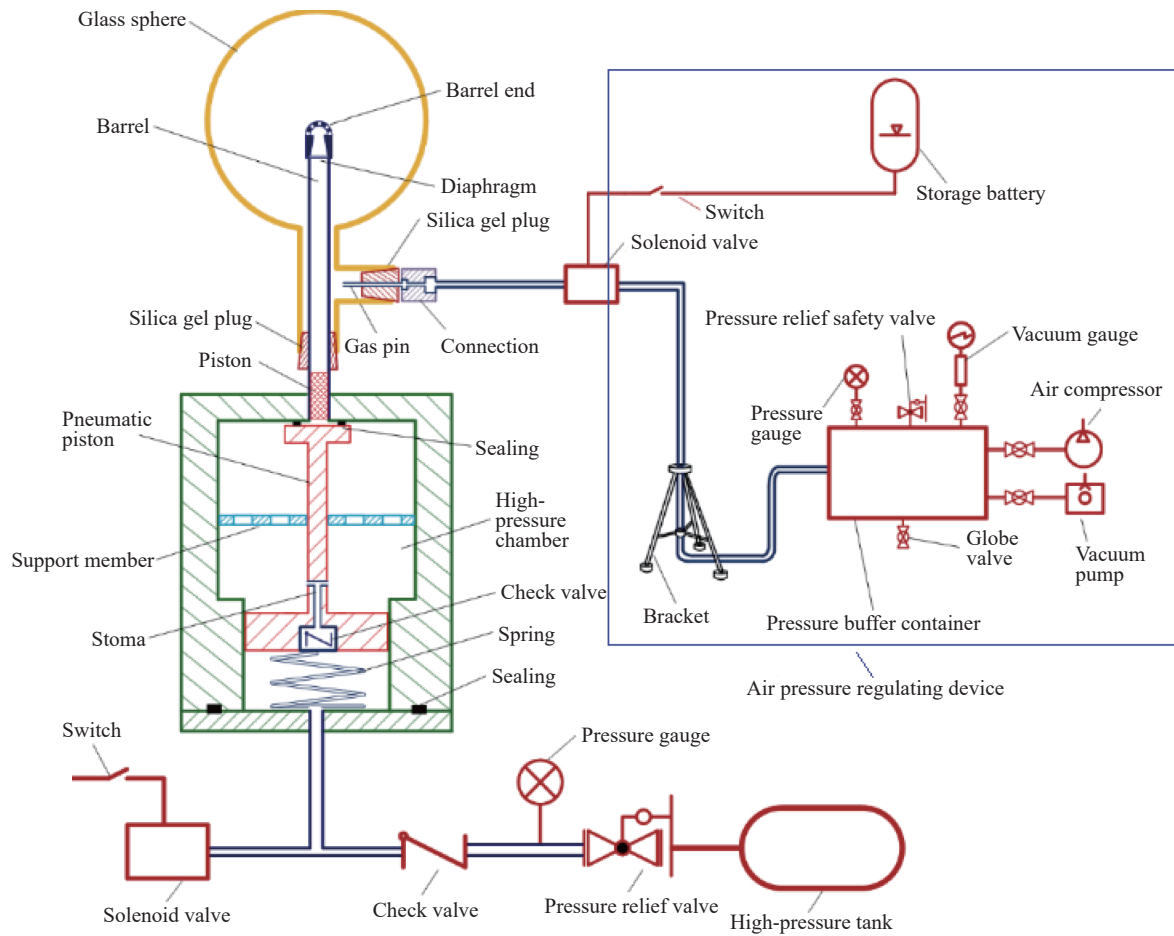 Glass sphere
Barrel end
Barrel
Diaphragm
Silica gel plug
Storage battery
Switch
Solenoid valve
Silica gel plug
Gas pin
Connection
Piston
Pressure relief safety valve
Vacuum gauge
Air compressor
Pressure
gauge
Pneumatic
piston
Sealing
High-
pressure
chamber
Support member
Globe
valve
Vacuum
pump
Check valve
Stoma
Bracket
Pressure buffer container
Spring
Sealing
Air pressure regulating device
Switch
Pressure gauge
Solenoid valve
Check valve
Pressure relief valve
High-pressure tank